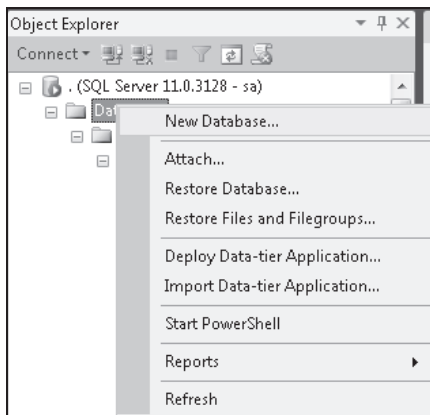 Object Explorer
Connect
. (SQL Server 11.0.3128 - sa)
New Database...
Attach...
Restore Database...
Restore Files and Filegroups...
Deploy Data-tier Application...
Import Data-tier Application...
Start PowerShell
Reports
Refresh